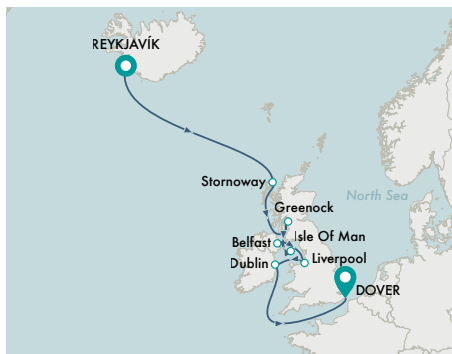 REYKJAVÍK
Stornoway
North Sea
Greenock
Isle Of Man
Belfast
Liverpool
Dublin
DOVER